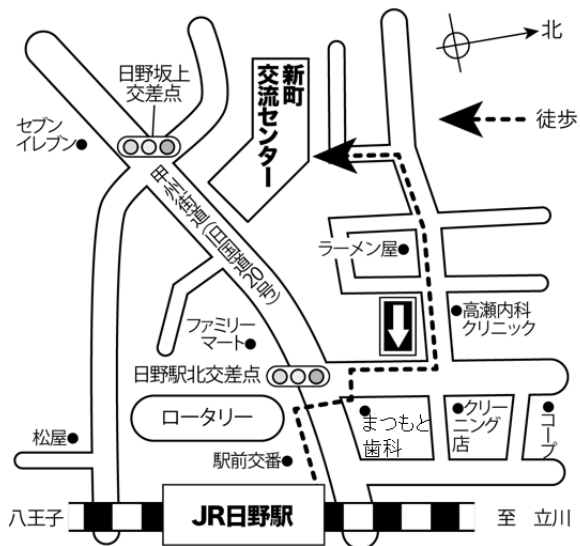 北
日野坂上
交差点
新町
交流センター
セブン
イレブン
徒歩
甲州街道(旧国道20号)
ラーメン屋
高瀬内科
クリニック
ファミリー
マート
日野駅北交差点
ロータリー
まつもと
歯科
クリー
ニング
店
コープ
松屋
駅前交番
八王子
JR日野駅
至 立川